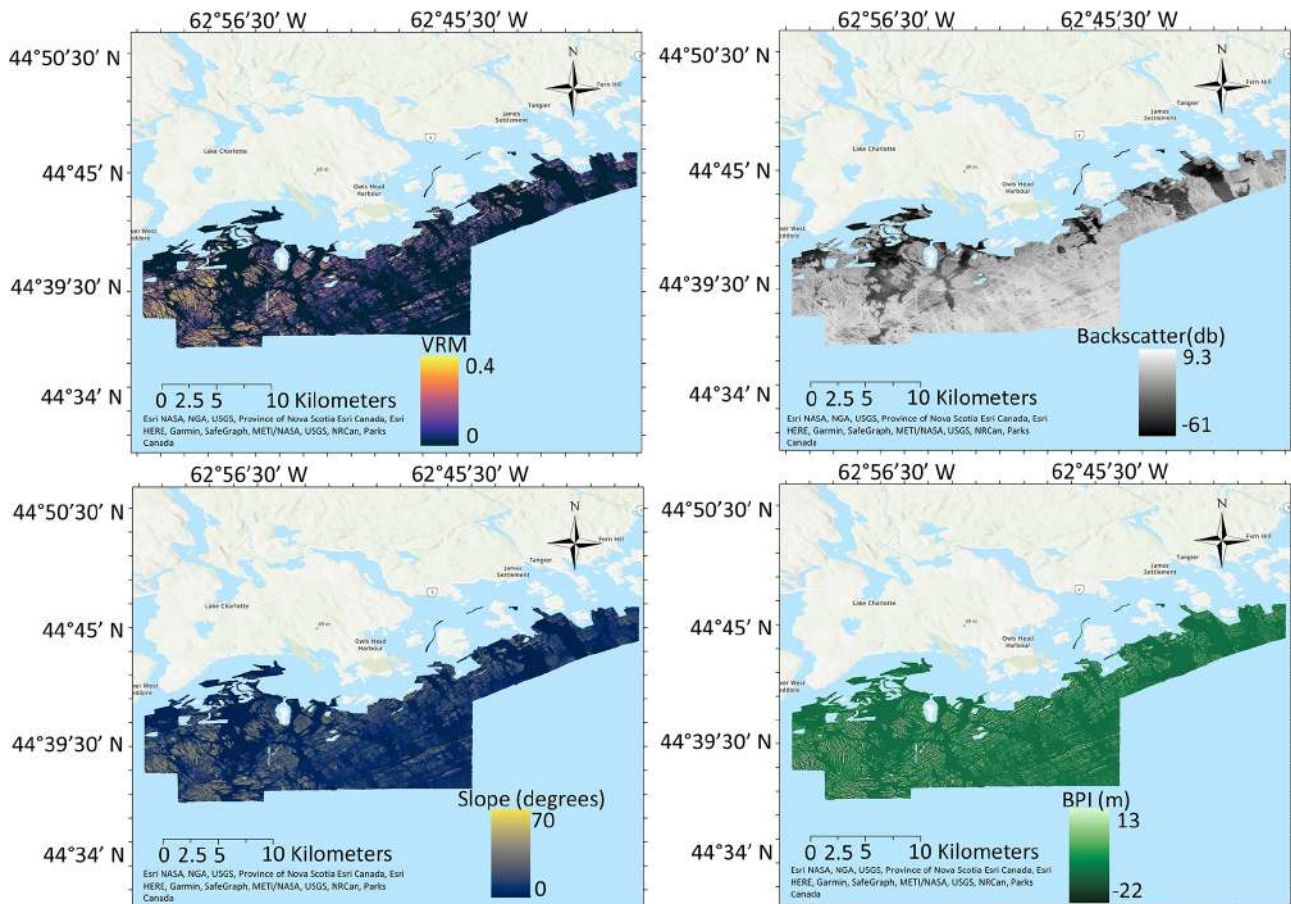 62°56'30" W 62°45'30" W
44°50'30" N
N
Fern Hill
Tangier
James
Settlement
Lake Charlotte
44°45' N
Owls Head
Harbour
44°39'30" N
VRM
0.4
0
44°34' N
0 2.5 5 10 Kilometers
Esri NASA, NGA, USGS, Province of Nova Scotia Esri Canada, Esri
HERE, Garmin, SafeGraph, METI/NASA, USGS, NRCan, Parks
Canada
62°56'30" W 62°45'30" W
44°50'30" N
N
Fern Hill
Tangier
James
Settlement
Lake Charlotte
44°45' N
Owls Head
Harbour
44°39'30" N
Backscatter(db)
9.3
-61
44°34' N
0 2.5 5 10 Kilometers
Esri NASA, NGA, USGS, Province of Nova Scotia Esri Canada, Esri
HERE, Garmin, SafeGraph, METI/NASA, USGS, NRCan, Parks
Canada
62°56'30" W 62°45'30" W
44°50'30" N
N
Fern Hill
Tangier
James
Settlement
Lake Charlotte
44°45' N
Owls Head
Harbour
44°39'30" N
Slope (degrees)
70
0
44°34' N
0 2.5 5 10 Kilometers
Esri NASA, NGA, USGS, Province of Nova Scotia Esri Canada, Esri
HERE, Garmin, SafeGraph, METI/NASA, USGS, NRCan, Parks
Canada
62°56'30" W 62°45'30" W
44°50'30" N
N
Fern Hill
Tangier
James
Settlement
Lake Charlotte
44°45' N
Owls Head
Harbour
44°39'30" N
BPI (m)
13
-22
44°34' N
0 2.5 5 10 Kilometers
Esri NASA, NGA, USGS, Province of Nova Scotia Esri Canada, Esri
HERE, Garmin, SafeGraph, METI/NASA, USGS, NRCan, Parks
Canada